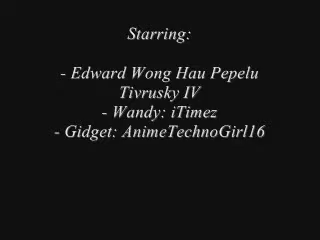 Starring:
- Edward Wong Hau Pepelu
Tivrusky IV
- Wandy: iTimez
- Gidget: AnimeTechnoGirl16